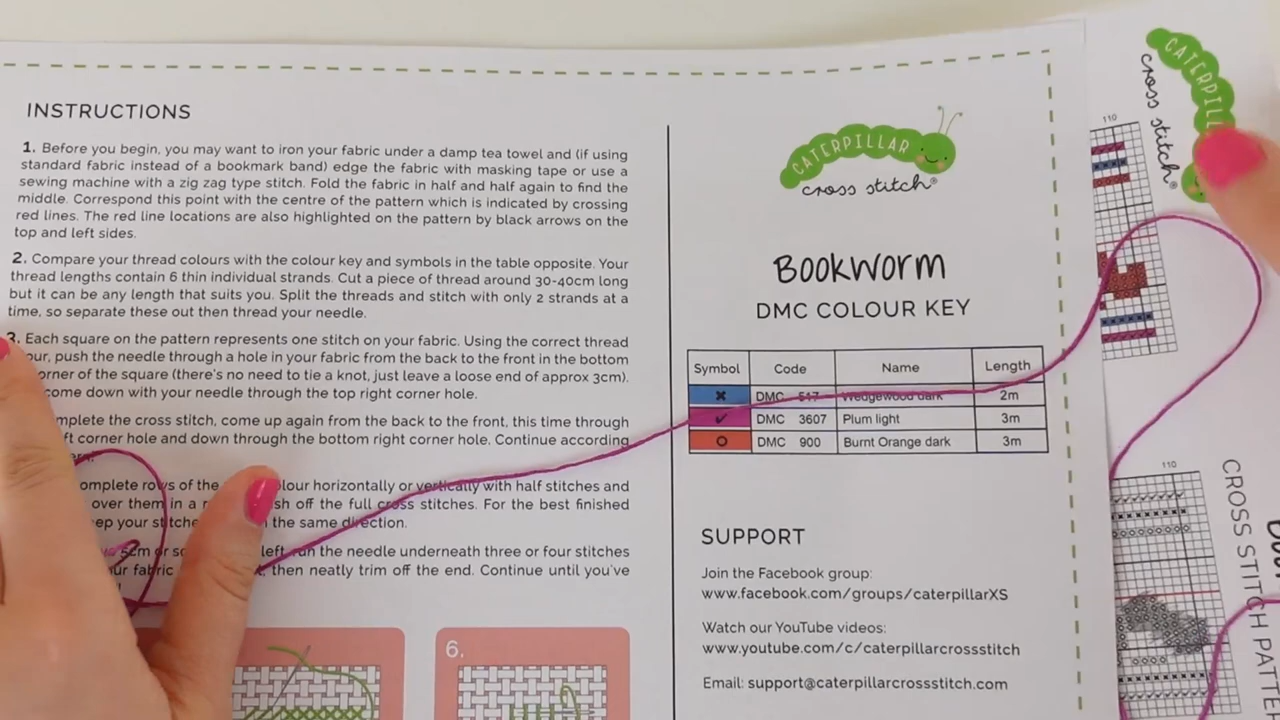 INSTRUCTIONS
1. Before you begin, you may want to iron your fabric under a damp tea towel and (if using
standard fabric instead of a bookmark band) edge the fabric with masking tape or use a
sewing machine with a zig zag type stitch. Fold the fabric in half and half again to find the
middle. Correspond this point with the centre of the pattern which is indicated by crossing
red lines. The red line locations are also highlighted on the pattern by black arrows on the
top and left sides.
2. Compare your thread colours with the colour key and symbols in the table opposite. Your
thread lengths contain 6 thin individual strands. Cut a piece of thread around 30-40cm long
but it can be any length that suits you. Split the threads and stitch with only 2 strands at a
time, so separate these out then thread your needle.
3. Each square on the pattern represents one stitch on your fabric. Using the correct thread
our, push the needle through a hole in your fabric from the back to the front in the bottom
orner of the square (there's no need to tie a knot, just leave a loose end of approx 3cm).
come down with your needle through the top right corner hole.
mplete the cross stitch, come up again from the back to the front, this time through
ft corner hole and down through the bottom right corner hole. Continue according
omplete rows of the olour horizontally or vertically with half stitches and
over them in a sh off the full cross stitches. For the best finished
ep your stitche the same direction.
5cm or so left, run the needle underneath three or four stitches
ur fabric then neatly trim off the end. Continue until you've
6.
CATERPILLAR
cross stitch®
Bookworm
DMC COLOUR KEY
Symbol Code Name Length
DMC 517 Wedgewood dark 2m
DMC 3607 Plum light 3m
DMC 900 Burnt Orange dark 3m
SUPPORT
Join the Facebook group:
www.facebook.com/groups/caterpillarXS
Watch our YouTube videos:
www.youtube.com/c/caterpillarcrossstitch
Email: support@caterpillarcrossstitch.com
CATERPILL
cross stitch®
110
110
CROSS STITCH PATTE